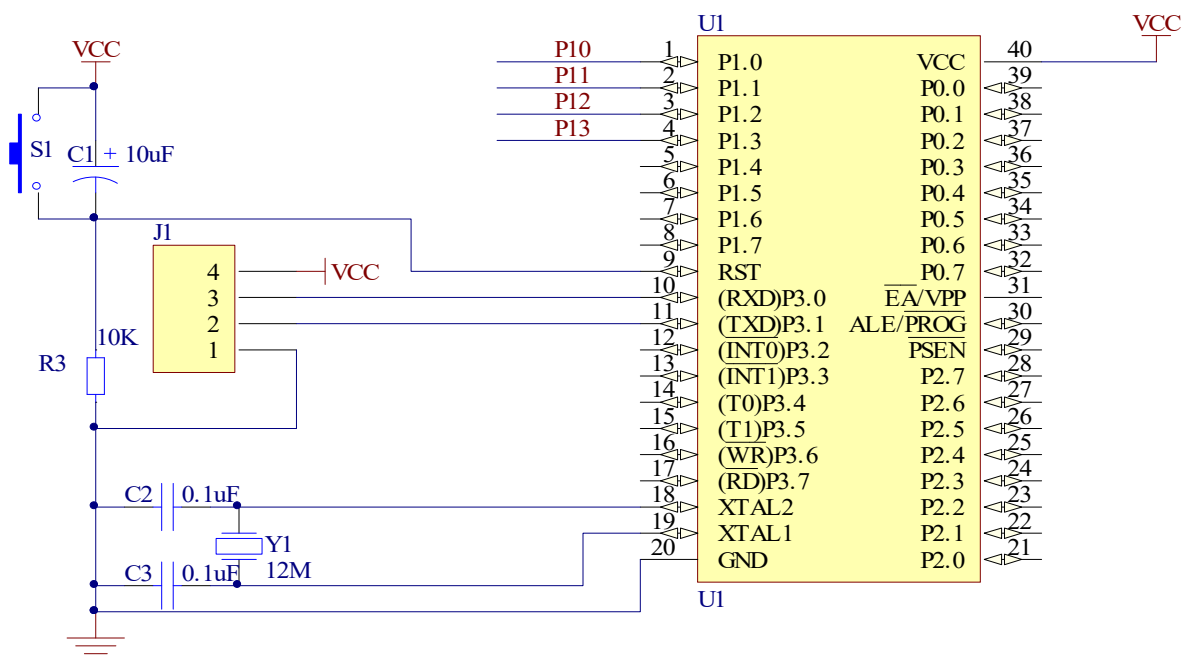 U1
VCC
VCC
S1
C1 + 10uF
J1
4 VCC
3
2
1
10K
R3
C2 0.1uF
Y1
12M
C3 0.1uF
P10 1 P1.0
P11 2 P1.1
P12 3 P1.2
P13 4 P1.3
5 P1.4
6 P1.5
7 P1.6
8 P1.7
9 RST
10 (RXD)P3.0
11 (TXD)P3.1
12 (INT0)P3.2
13 (INT1)P3.3
14 (T0)P3.4
15 (T1)P3.5
16 (WR)P3.6
17 (RD)P3.7
18 XTAL2
19 XTAL1
20 GND
VCC 40
P0.0 39
P0.1 38
P0.2 37
P0.3 36
P0.4 35
P0.5 34
P0.6 33
P0.7 32
EA/VPP 31
ALE/PROG 30
PSEN 29
P2.7 28
P2.6 27
P2.5 26
P2.4 25
P2.3 24
P2.2 23
P2.1 22
P2.0 21
U1